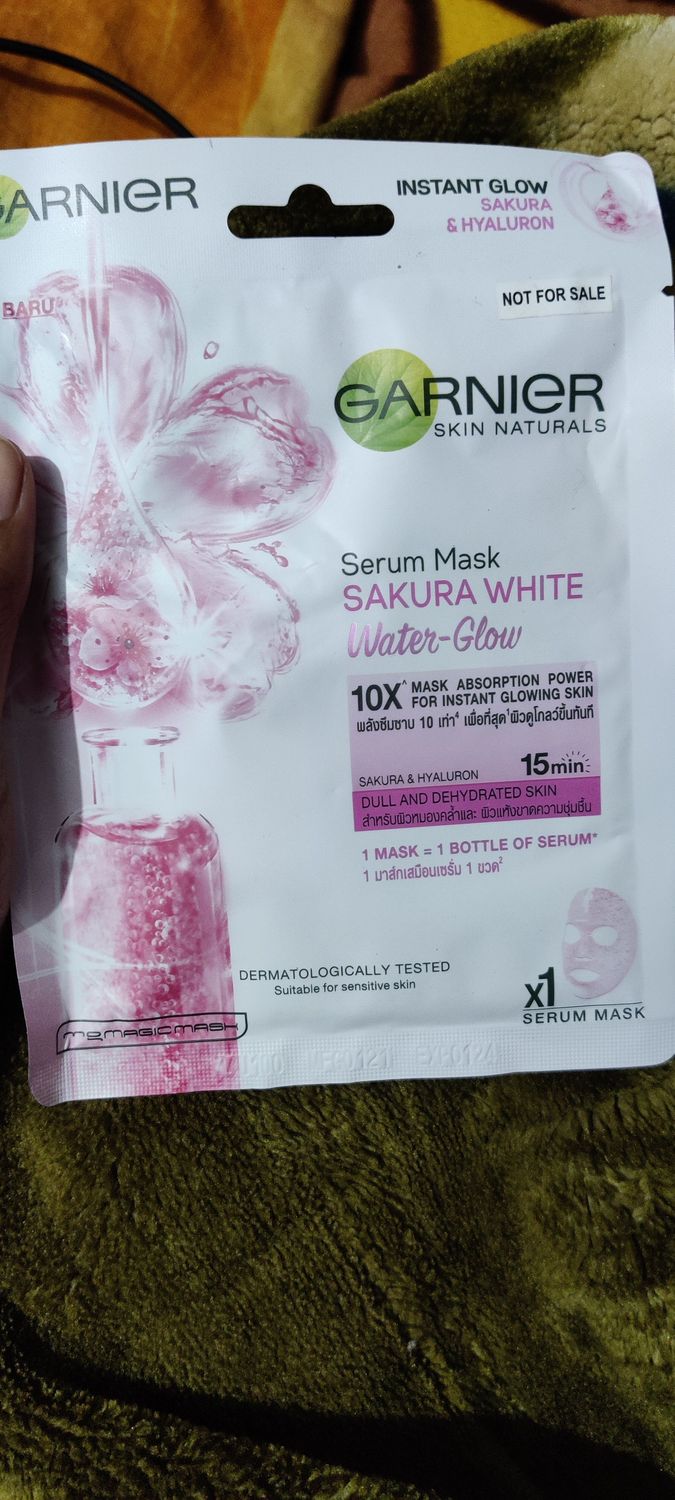 GARNIER
INSTANT GLOW
SAKURA
& HYALURON
BARU
NOT FOR SALE
GARNIER
SKIN NATURALS
Serum Mask
SAKURA WHITE
Water-Glow
10X^ MASK ABSORPTION POWER
FOR INSTANT GLOWING SKIN
พลังซึมซาบ 10 เท่า⁴ เพื่อที่สุด¹ผิวดูโกลว์ขึ้นทันที
SAKURA & HYALURON 15min
DULL AND DEHYDRATED SKIN
สำหรับผิวหมองคล้ำและ ผิวแห้งขาดความชุ่มชื้น
1 MASK = 1 BOTTLE OF SERUM*
1 มาส์กเสมือนเซรั่ม 1 ขวด²
DERMATOLOGICALLY TESTED
Suitable for sensitive skin
x1
SERUM MASK
MAGIC MASK
EXP0124